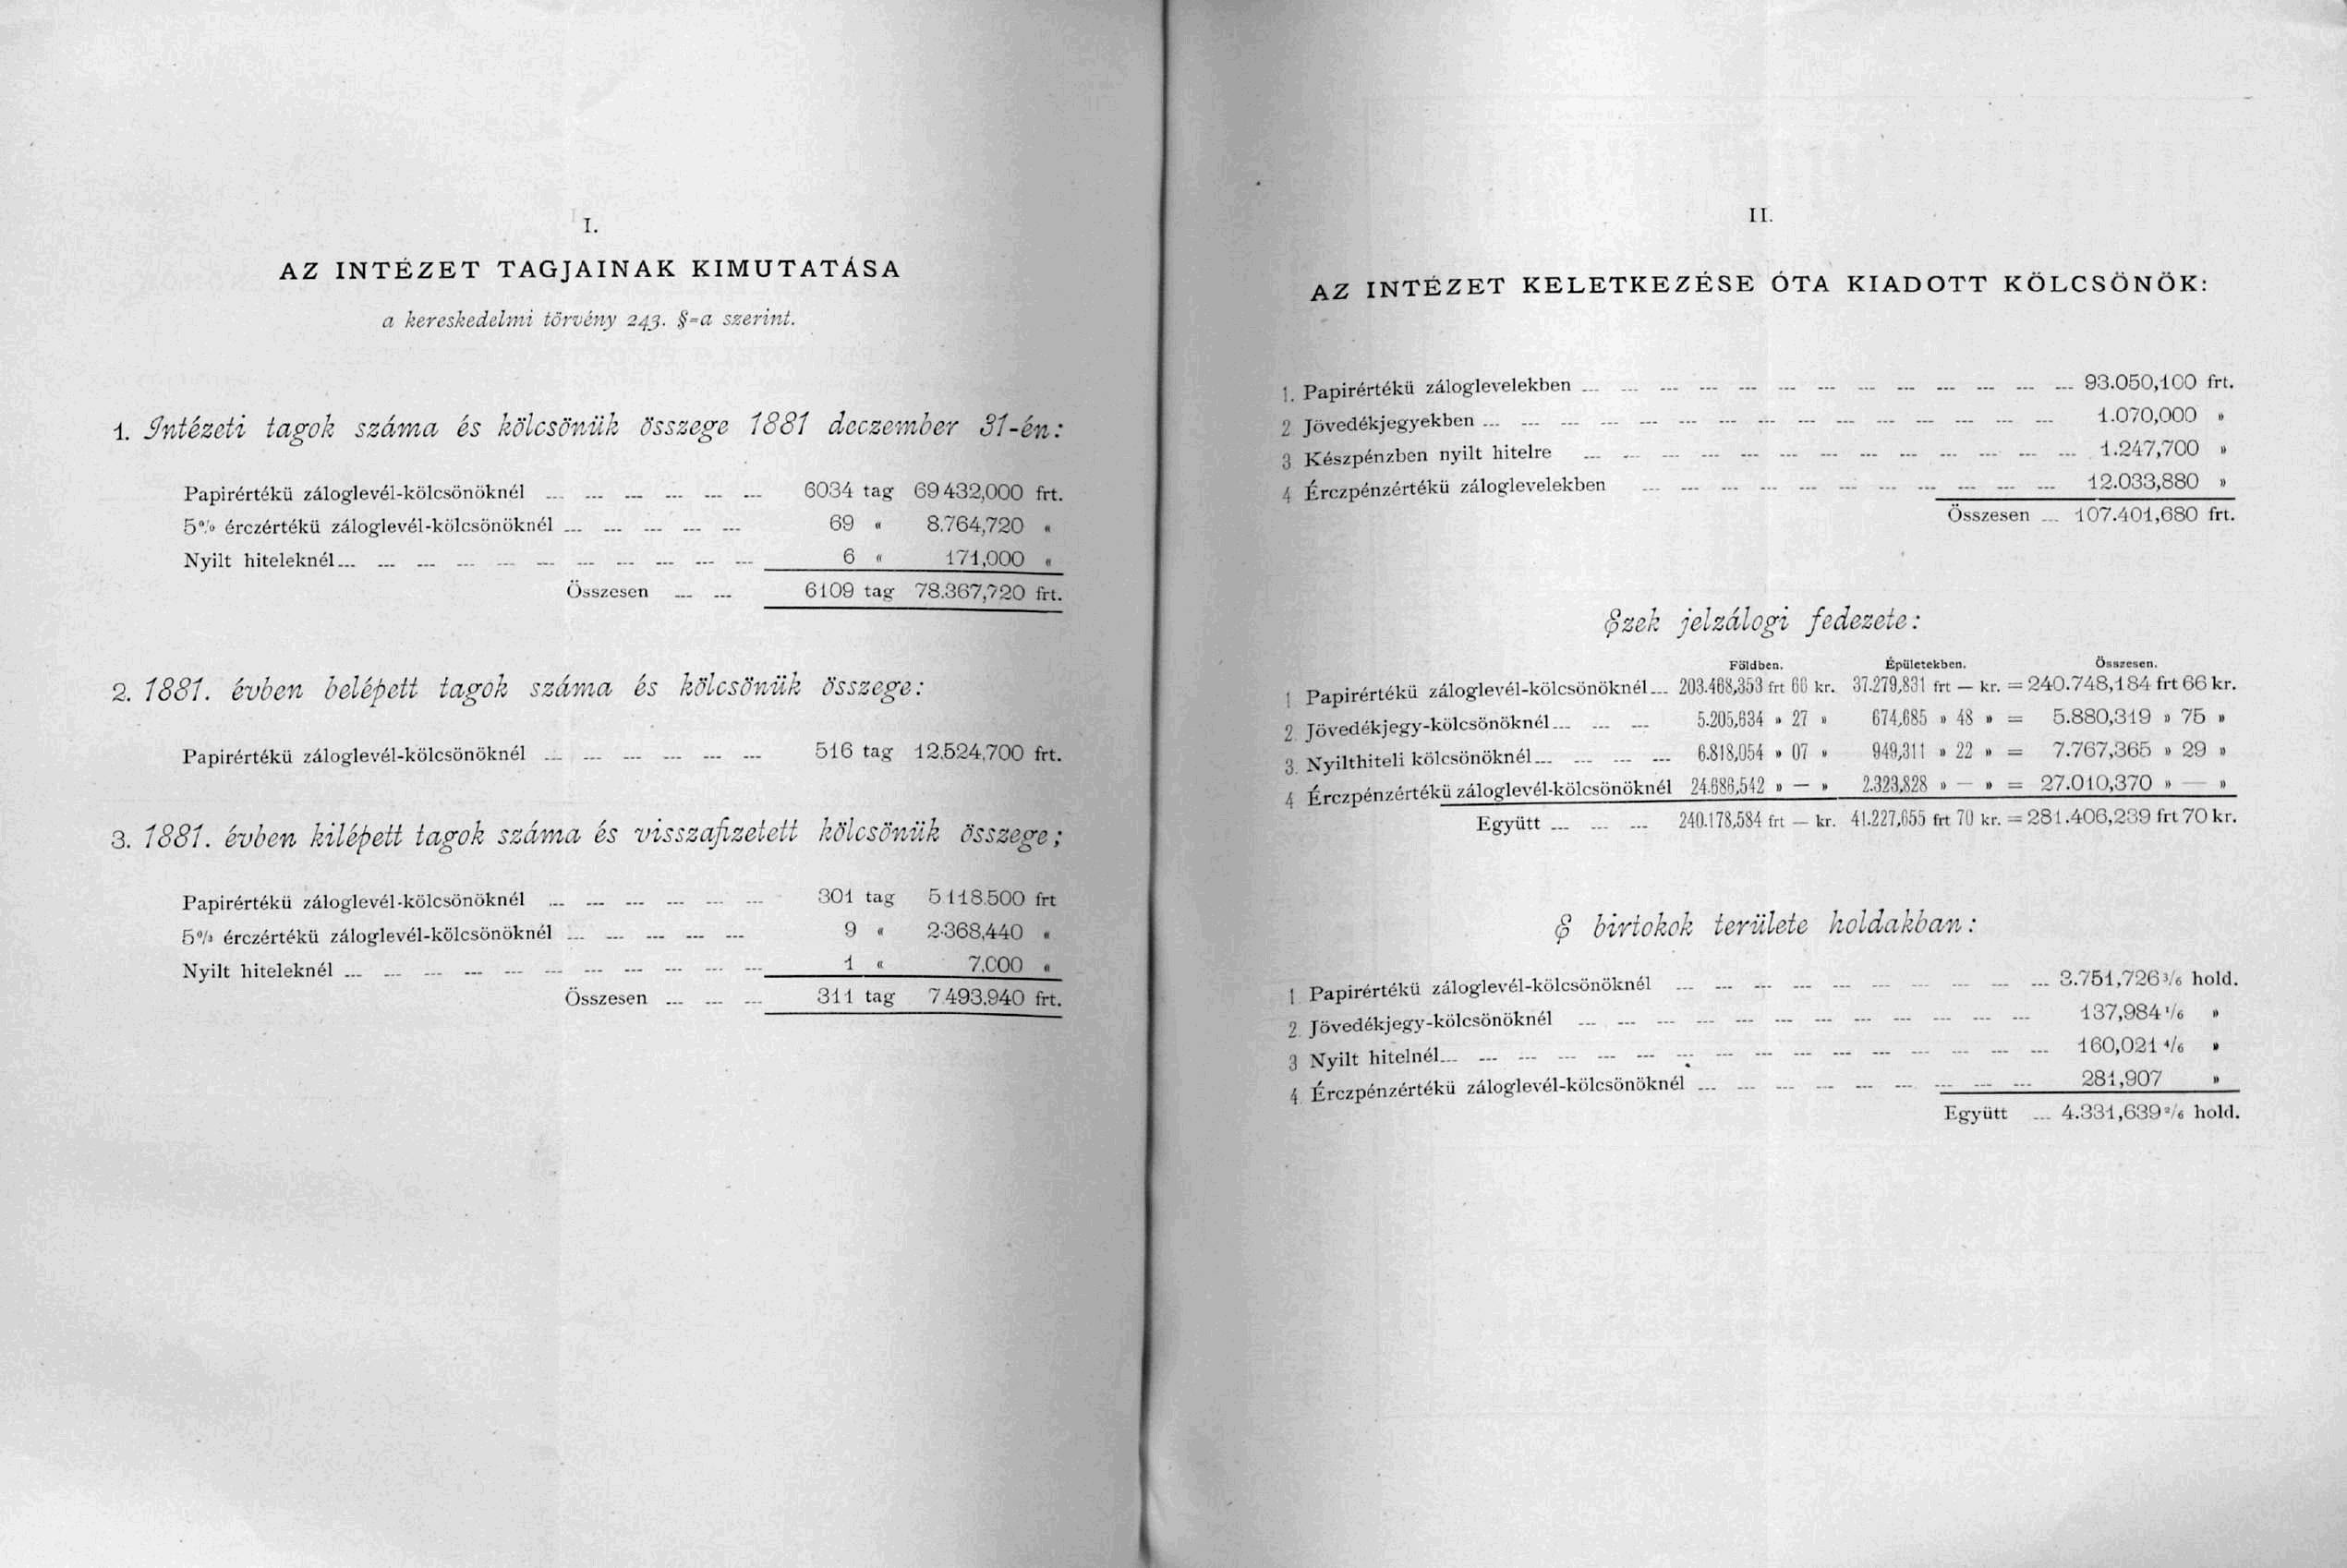 I.
AZ INTÉZET TAGJAINAK KIMUTATÁSA
a kereskedelmi törvény 243. §-a szerint.
1. Intézeti tagok száma és kölcsönük összege 1881 deczember 31-én:
Papirértékü záloglevél-kölcsönöknél 6034 tag 69 432,000 frt.
5% érczértékü záloglevél-kölcsönöknél 69 « 8.764,720 «
Nyilt hiteleknél 6 « 171,000 «
Összesen 6109 tag 78.367,720 frt.
2. 1881. évben belépett tagok száma és kölcsönük összege:
Papirértékü záloglevél-kölcsönöknél 516 tag 12.524,700 frt.
3. 1881. évben kilépett tagok száma és visszafizetett kölcsönük összege;
Papirértékü záloglevél-kölcsönöknél 301 tag 5 118.500 frt
5% érczértékü záloglevél-kölcsönöknél 9 « 2·368,440 «
Nyilt hiteleknél 1 « 7.000 «
Összesen 311 tag 7.493.940 frt.
II.
AZ INTÉZET KELETKEZÉSE ÓTA KIADOTT KÖLCSÖNÖK:
1. Papirértékü záloglevelekben 93.050,100 frt.
2 Jövedékjegyekben 1.070,000 »
3 Készpénzben nyilt hitelre 1.247,700 »
4 Érczpénzértékü záloglevelekben 12.033,880 »
Összesen 107.401,680 frt.
Ezek jelzálogi fedezete:
Földben. Épületekben. Összesen.
1 Papirértékü záloglevél-kölcsönöknél 203.468,353 frt 66 kr. 37.279,831 frt — kr. = 240.748,184 frt 66 kr.
2. Jövedékjegy-kölcsönöknél 5.205,634 » 27 » 674,685 » 48 » = 5.880,319 » 75 »
3. Nyilthiteli kölcsönöknél 6.818,054 » 07 » 949,311 » 22 » = 7.767,365 » 29 »
4 Érczpénzértékü záloglevél-kölcsönöknél 24.686,542 » — » 2.323,828 » — » = 27.010,370 » — »
Együtt 240.178,584 frt — kr. 41.227,655 frt 70 kr. = 281.406,239 frt 70 kr.
E birtokok területe holdakban:
1 Papirértékü záloglevél-kölcsönöknél 3.751,726 3/6 hold.
2. Jövedékjegy-kölcsönöknél 137,984 1/6 »
3 Nyilt hitelnél 160,021 4/6 »
4 Érczpénzértékü záloglevél-kölcsönöknél 281,907 »
Együtt 4.331,639 2/6 hold.